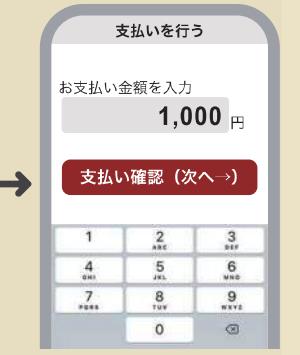 支払いを行う
お支払い金額を入力
1,000 円
支払い確認（次へ→）
1 2 3
ABC DEF
4 5 6
GHI JKL MNO
7 8 9
PQRS TUV WXYZ
0